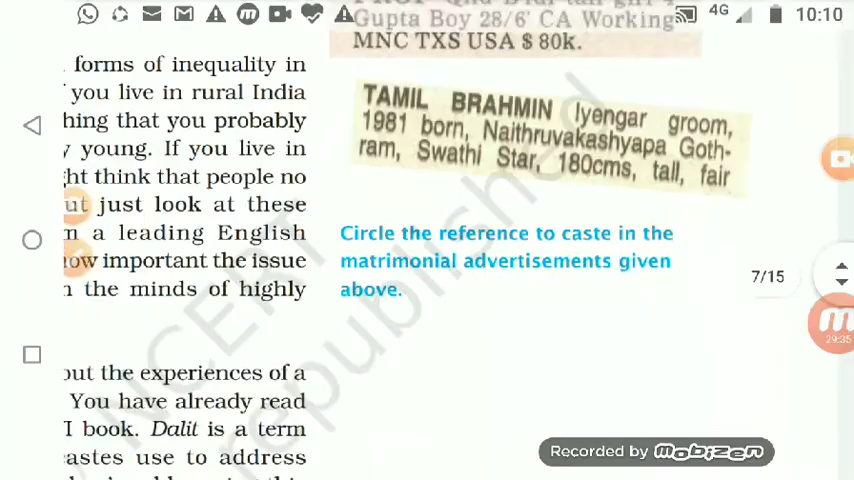 4G
10:10
Gupta Boy 28/6' CA Working
MNC TXS USA $ 80k.
forms of inequality in
you live in rural India
hing that you probably
y young. If you live in
ht think that people no
ut just look at these
a leading English
ow important the issue
n the minds of highly
out the experiences of a
You have already read
I book. Dalit is a term
astes use to address
TAMIL BRAHMIN Iyengar groom,
1981 born, Naithruvakashyapa Goth-
ram, Swathi Star, 180cms, tall, fair
Circle the reference to caste in the
matrimonial advertisements given
above.
7/15
29:35
NCERT
republished
Recorded by mobizen